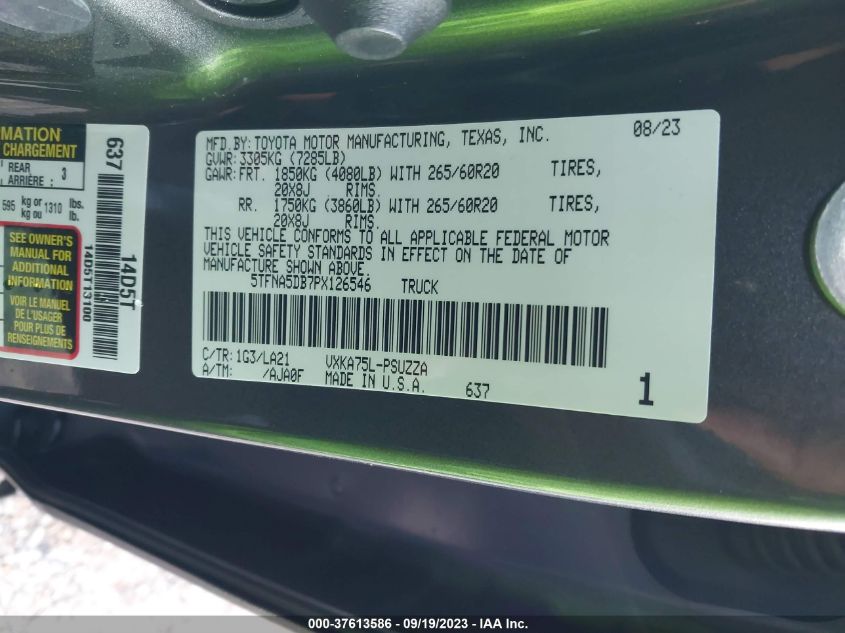 MATION
CHARGEMENT
REAR
ARRIÈRE: 3
595 kg or 1310 lbs.
kg ou lb.
SEE OWNER'S
MANUAL FOR
ADDITIONAL
INFORMATION
VOIR LE MANUEL
DE L'USAGER
POUR PLUS DE
RENSEIGNEMENTS
637
14D5T
14D5T13100
MFD.BY:TOYOTA MOTOR MANUFACTURING, TEXAS, INC. 08/23
GVWR:3305KG (7285LB)
GAWR:FRT. 1850KG (4080LB) WITH 265/60R20 TIRES,
20X8J RIMS.
RR. 1750KG (3860LB) WITH 265/60R20 TIRES,
20X8J RIMS.
THIS VEHICLE CONFORMS TO ALL APPLICABLE FEDERAL MOTOR
VEHICLE SAFETY STANDARDS IN EFFECT ON THE DATE OF
MANUFACTURE SHOWN ABOVE.
5TFNA5DB7PX126546 TRUCK
C/TR:1G3/LA21 VXKA75L-PSUZZA
A/TM: /AJA0F MADE IN U.S.A. 637 1
000-37613586 - 09/19/2023 - IAA Inc.